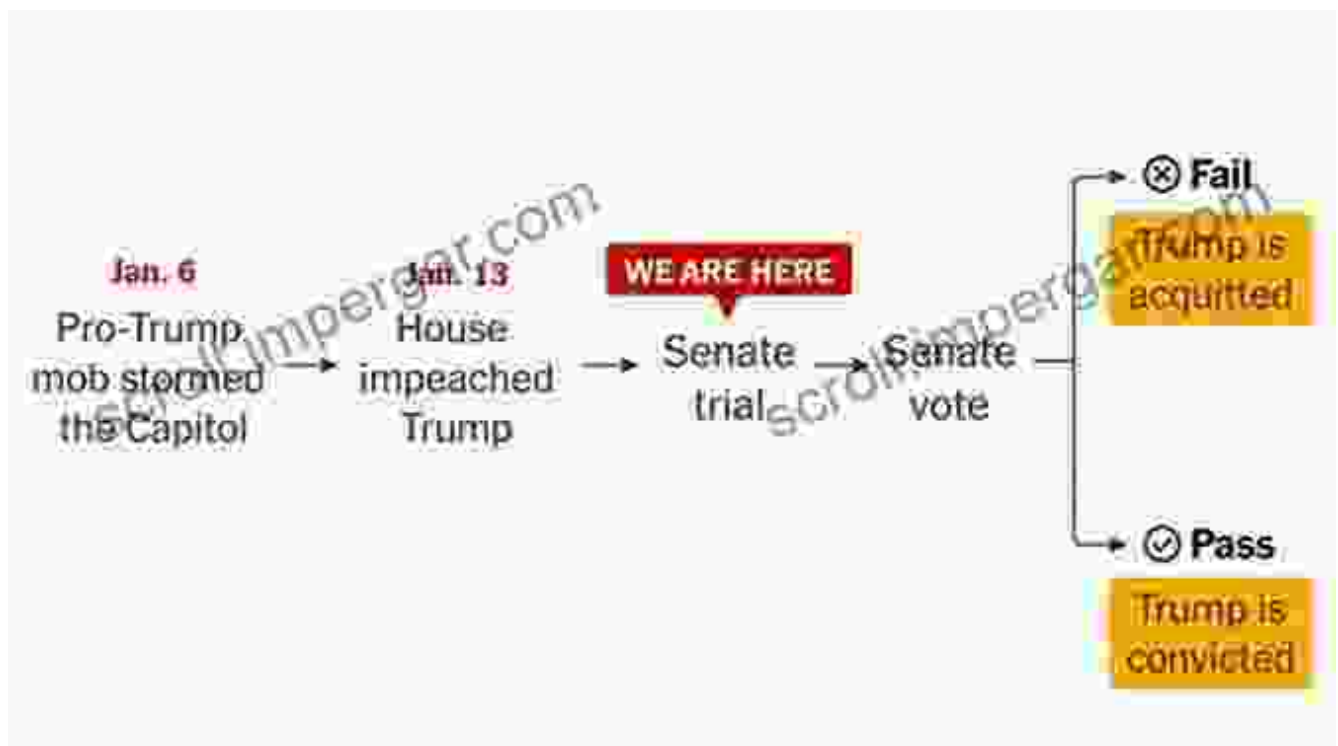 Jan. 6
Pro-Trump
mob stormed
the Capitol
Jan. 13
House
impeached
Trump
WE ARE HERE
Senate
trial
Senate
vote
Fail
Trump is
acquitted
Pass
Trump is
convicted